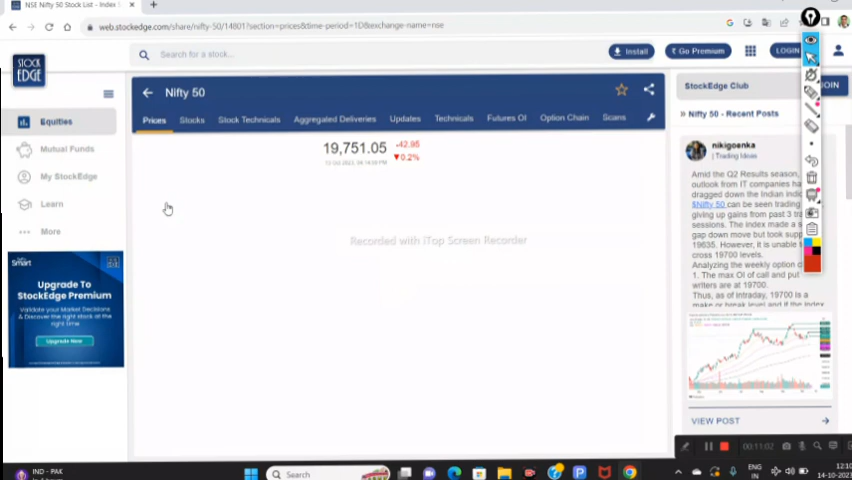 NSE Nifty 50 Stock List - Index S
web.stockedge.com/share/nifty-50/14801?section=prices&time-period=1D&exchange-name=nse
STOCK EDGE
Search for a stock...
Install
Go Premium
LOGIN
JOIN
Nifty 50
Prices
Stocks
Stock Technicals
Aggregated Deliveries
Updates
Technicals
Futures OI
Option Chain
Scans
19,751.05
-42.95
▼0.2%
Recorded with iTop Screen Recorder
Equities
Mutual Funds
My StockEdge
Learn
More
Smart
Upgrade To
StockEdge Premium
Validate your Market Decisions
& Discover the right stock at the
right time
Upgrade Now
StockEdge Club
» Nifty 50 - Recent Posts
nikigoenka
| Trading Ideas
Amid the Q2 Results season,
outlook from IT companies ha
dragged down the Indian indi
$Nifty 50 can be seen trading
giving up gains from past 3 tra
sessions. The index made a s
gap down move but took sup
19635. However, it is unable t
cross 19700 levels.
Analyzing the weekly option d
1. The max OI of call and put
writers are at 19700.
Thus, as of intraday, 19700 is a
make or break level and if the index
VIEW POST
00:11:02
IND - PAK
Search
ENG
IN
12:10
14-10-2023